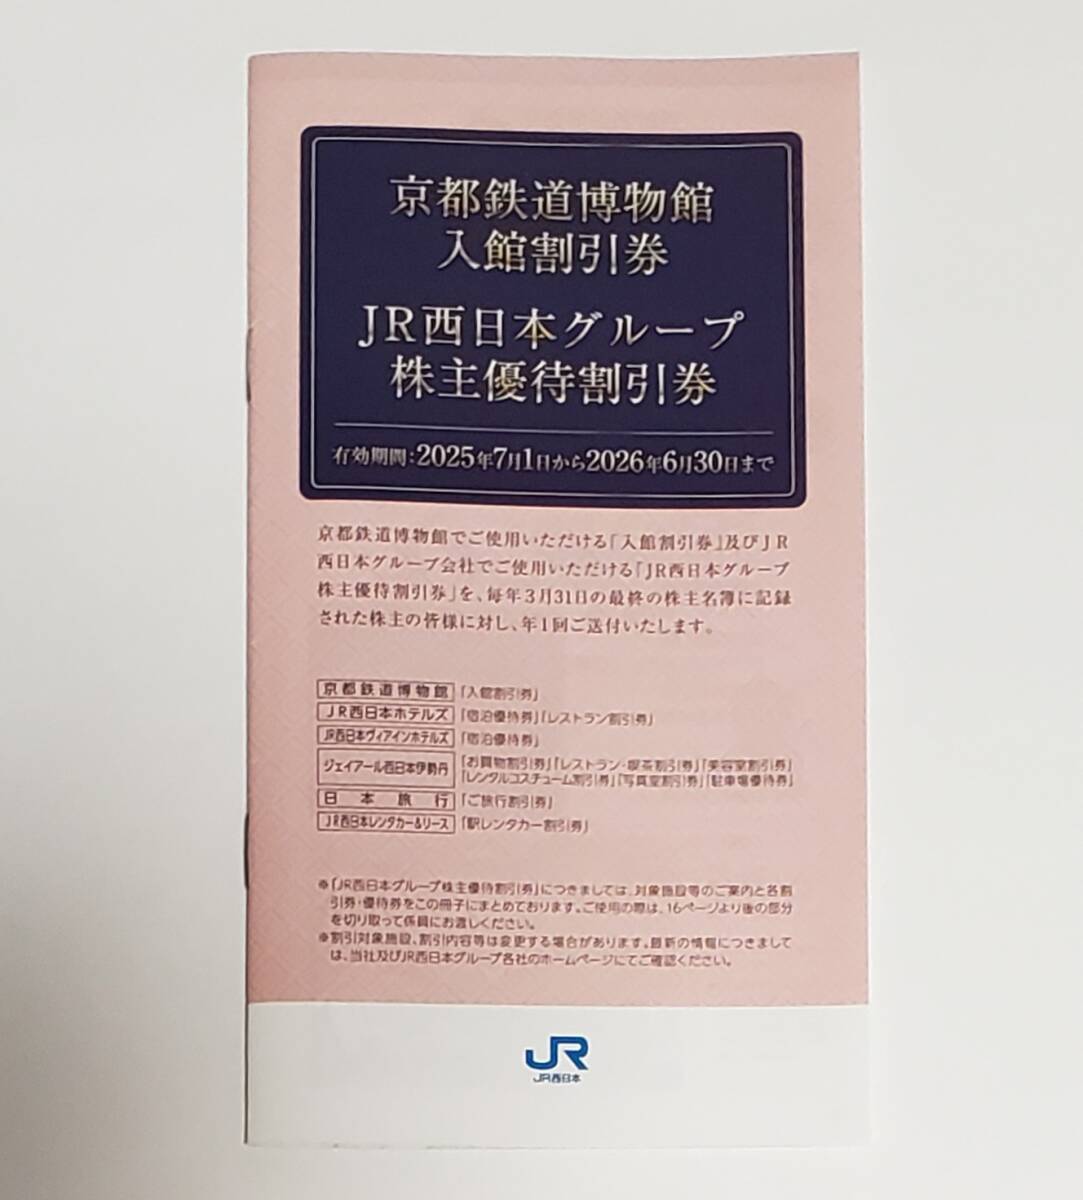 京都鉄道博物館
入館割引券
JR西日本グループ
株主優待割引券
有効期間：2025年7月1日から2026年6月30日まで
京都鉄道博物館でご使用いただける「入館割引券」及びJR
西日本グループ会社でご使用いただける「JR西日本グループ
株主優待割引券」を、毎年3月31日の最終の株主名簿に記録
された株主の皆様に対し、年1回ご送付いたします。
京都鉄道博物館 「入館割引券」
JR西日本ホテルズ 「宿泊優待券」「レストラン割引券」
JR西日本ヴィアインホテルズ 「宿泊優待券」
ジェイアール西日本伊勢丹 「お買物割引券」「レストラン・喫茶割引券」「美容室割引券」
「レンタルコスチューム割引券」「写真室割引券」「駐車場優待券」
日本旅行 「ご旅行割引券」
JR西日本レンタカー&リース 「駅レンタカー割引券」
※「JR西日本グループ株主優待割引券」につきましては、対象施設等のご案内と各割
引券・優待券をこの冊子にまとめております。ご使用の際は、16ページより後の部分
を切り取って係員にお渡しください。
※割引対象施設、割引内容等は変更する場合があります。最新の情報につきまして
は、当社及びJR西日本グループ各社のホームページにてご確認ください。
JR
JR西日本